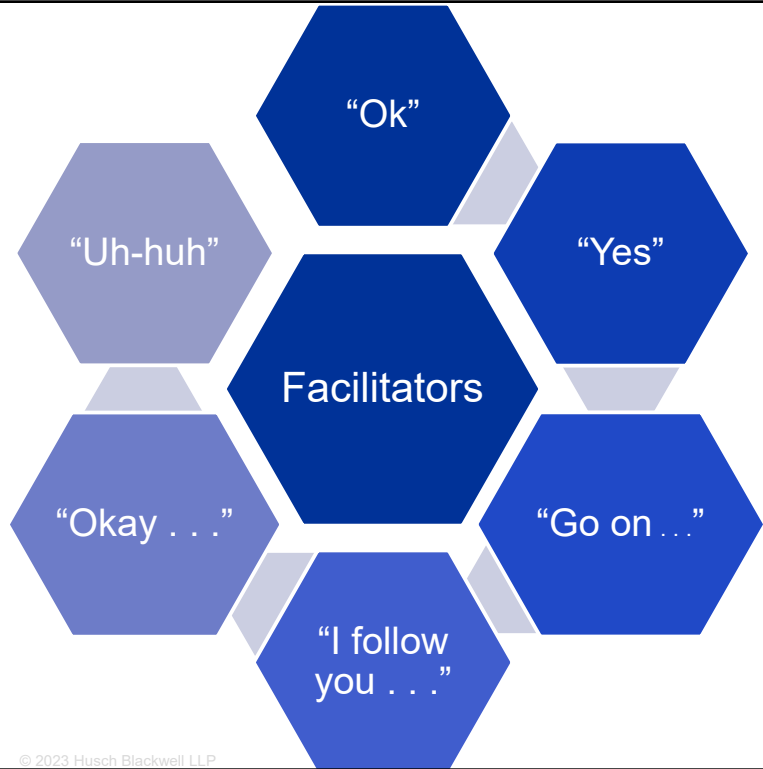 “Ok”
“Uh-huh”
“Yes”
Facilitators
“Okay . . .”
“Go on . . .”
“I follow
you . . .”
© 2023 Husch Blackwell LLP